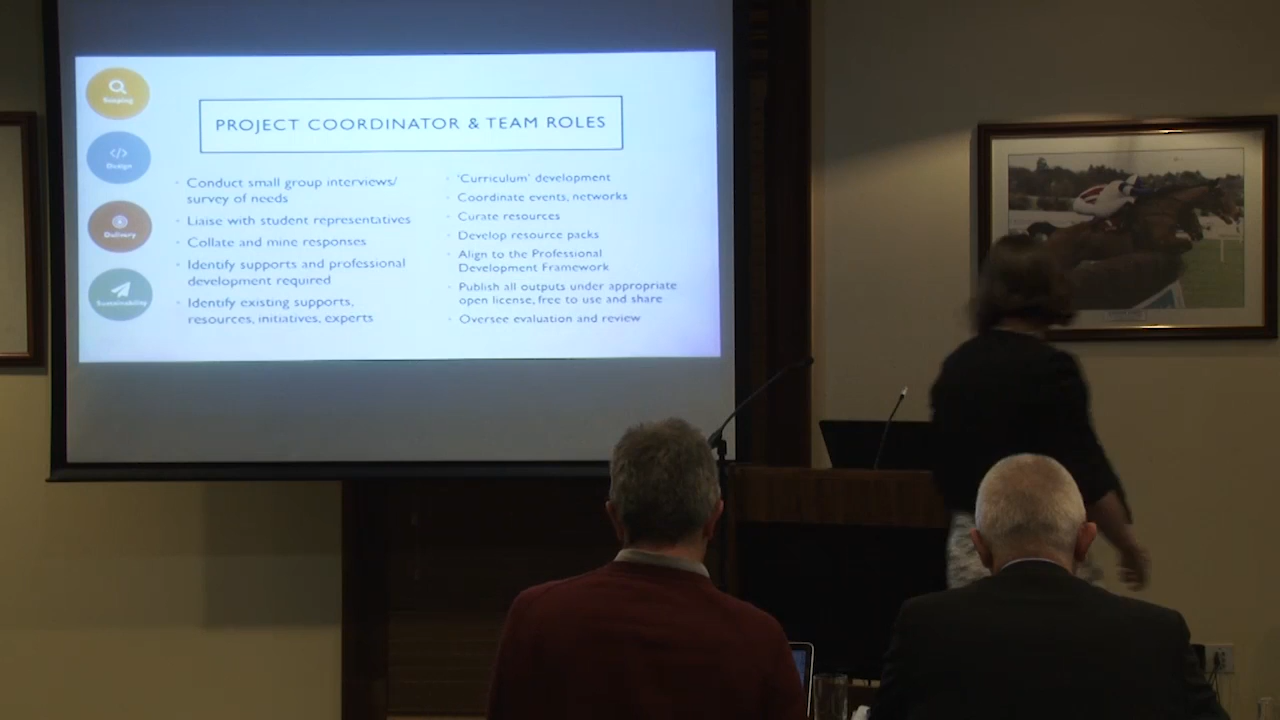 Scoping
Design
Delivery
Sustainability
PROJECT COORDINATOR & TEAM ROLES
Conduct small group interviews/
survey of needs
Liaise with student representatives
Collate and mine responses
Identify supports and professional
development required
Identify existing supports,
resources, initiatives, experts
'Curriculum' development
Coordinate events, networks
Curate resources
Develop resource packs
Align to the Professional
Development Framework
Publish all outputs under appropriate
open license, free to use and share
Oversee evaluation and review